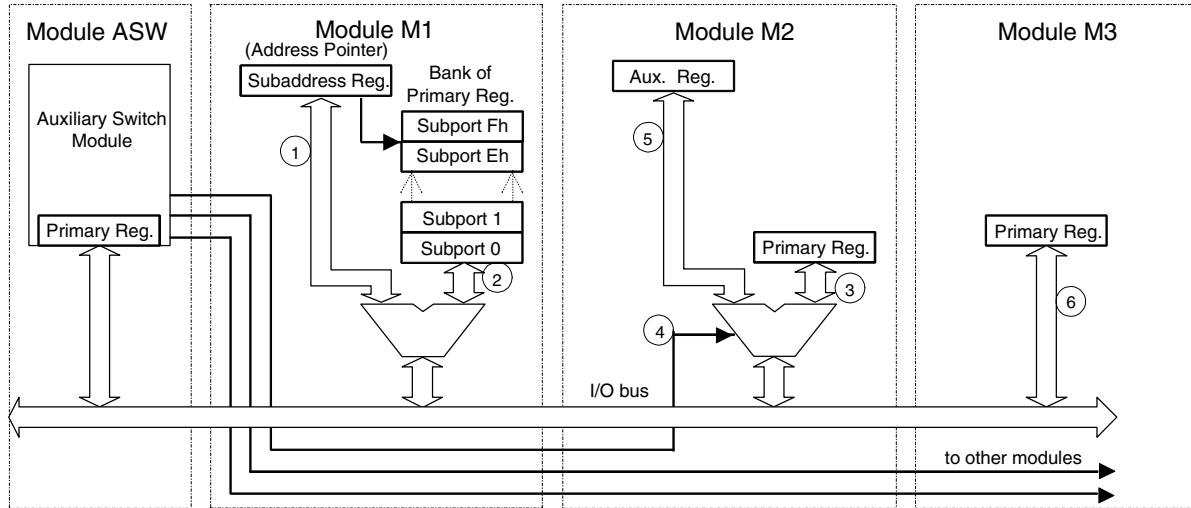 Module ASW
Auxiliary Switch
Module
Primary Reg.
Module M1
(Address Pointer)
Subaddress Reg.
Bank of
Primary Reg.
Subport Fh
Subport Eh
Subport 1
Subport 0
1
2
Module M2
Aux. Reg.
5
Primary Reg.
3
4
I/O bus
Module M3
Primary Reg.
6
to other modules